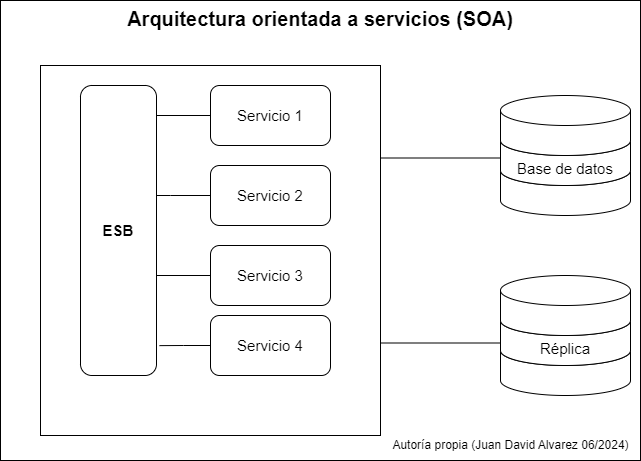 Arquitectura orientada a servicios (SOA)
ESB
Servicio 1
Servicio 2
Servicio 3
Servicio 4
Base de datos
Réplica
Autoría propia (Juan David Alvarez 06/2024)